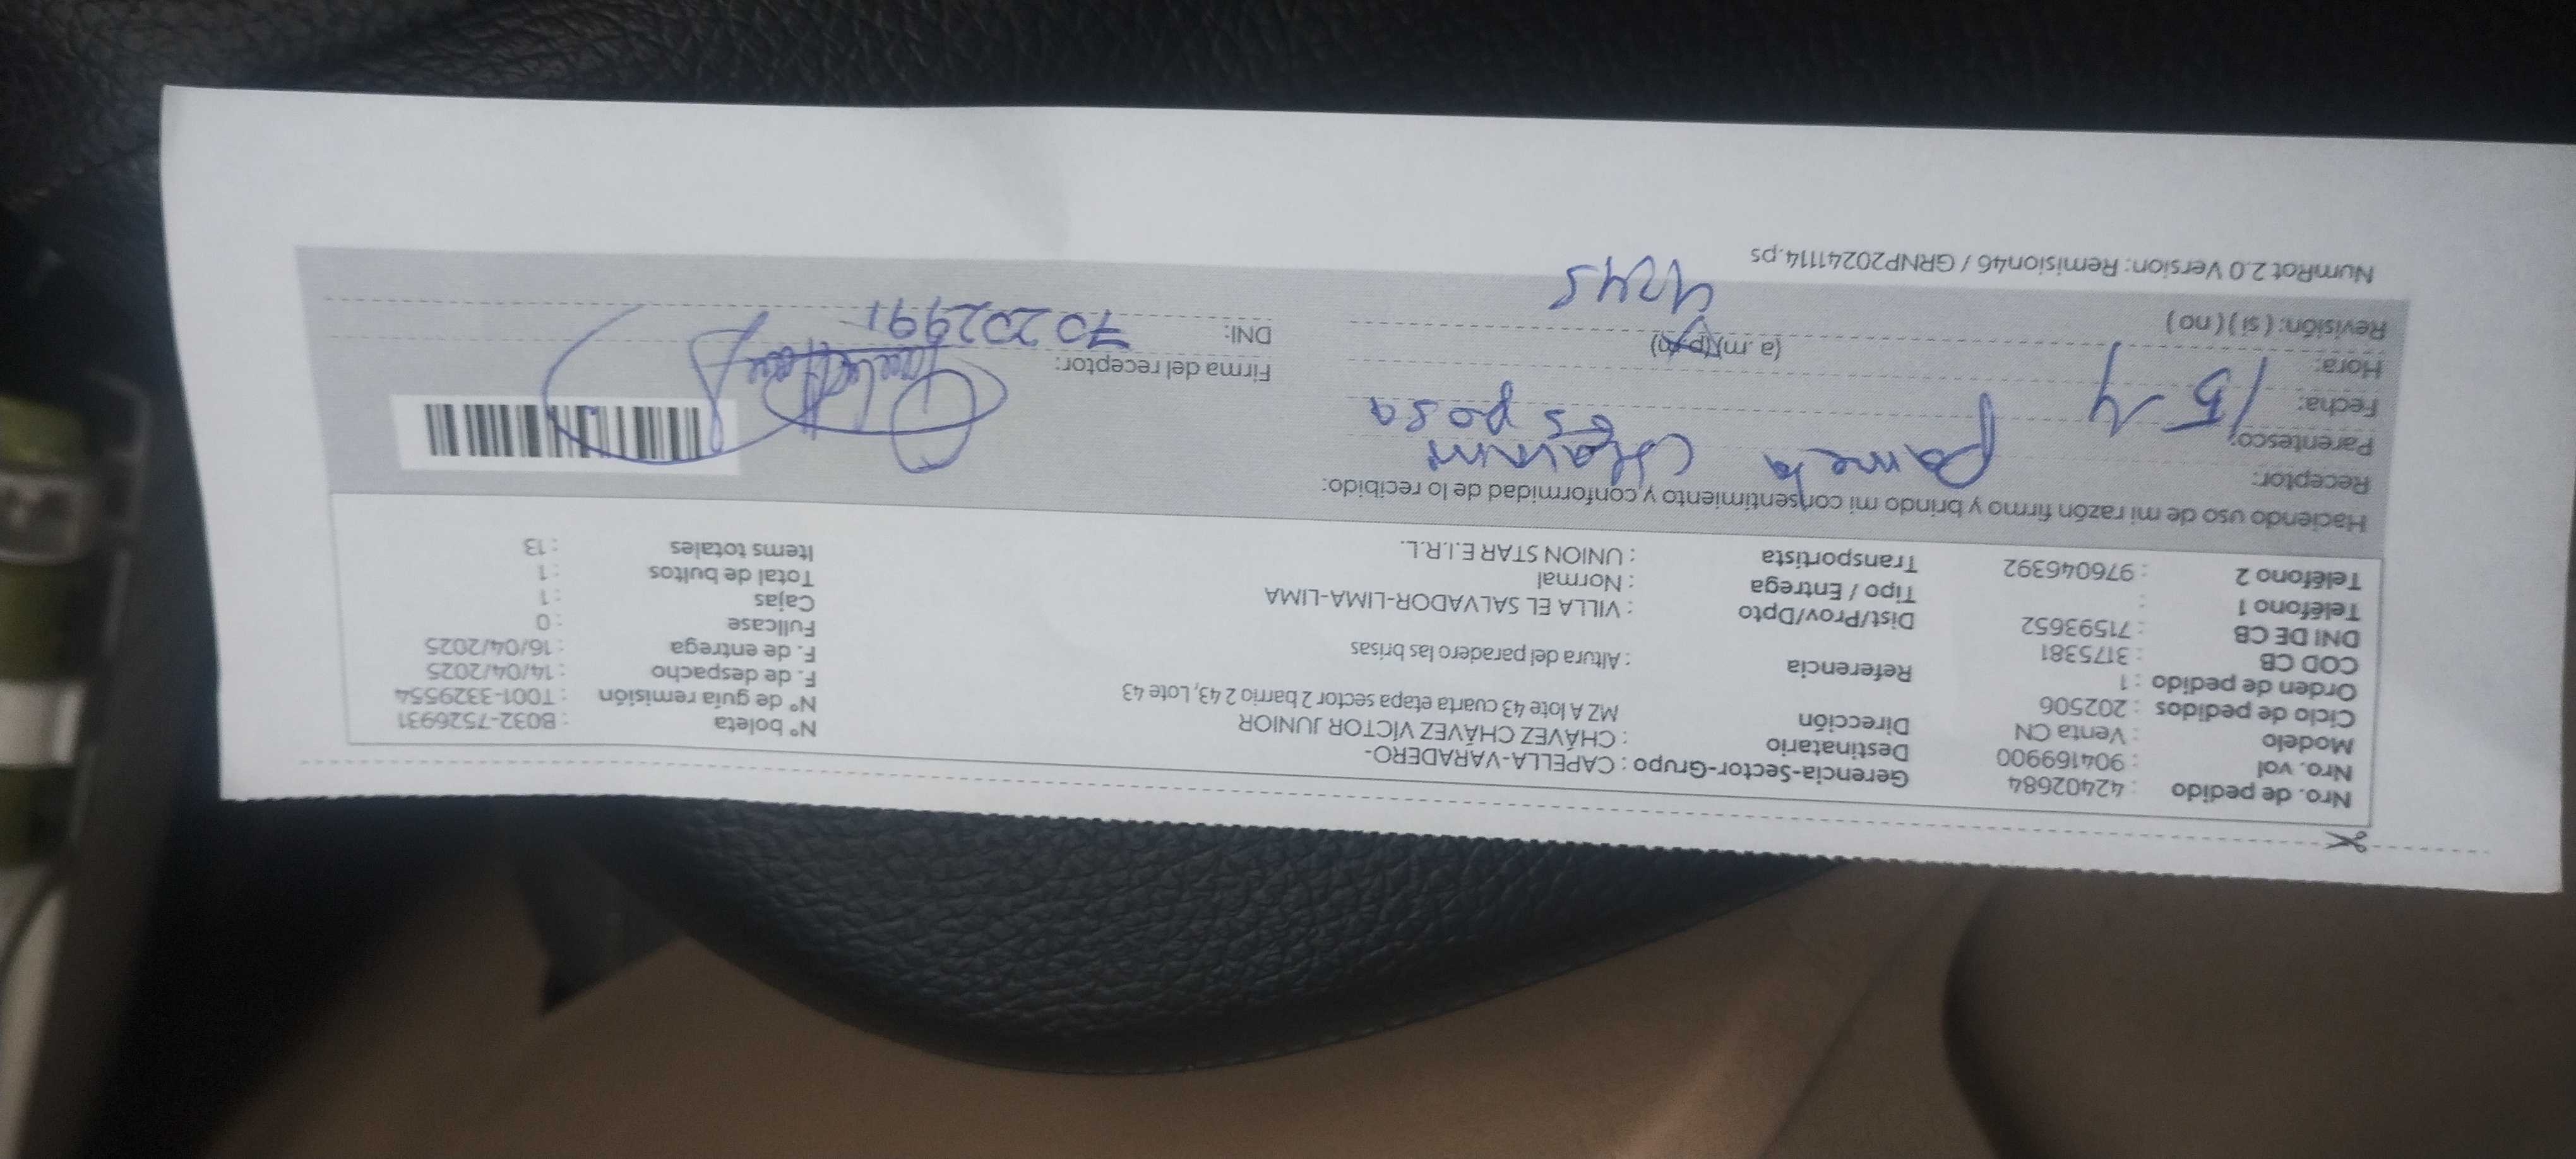 Nro. de pedido : 42402684
Nro. vol : 904169900
Modelo : Venta CN
Ciclo de pedidos : 202506
Orden de pedido : 1
COD CB : 3175381
DNI DE CB : 71593652
Teléfono 1 :
Teléfono 2 : 976046392
Gerencia-Sector-Grupo : CAPELLA-VARADERO-
Destinatario : CHÁVEZ CHÁVEZ VÍCTOR JUNIOR
Dirección MZ A lote 43 cuarta etapa sector 2 barrio 2 43, Lote 43
Referencia : Altura del paradero las brisas
Dist/Prov/Dpto : VILLA EL SALVADOR-LIMA-LIMA
Tipo / Entrega : Normal
Transportista : UNION STAR E.I.R.L.
N° boleta : B032-7526931
N° de guía remisión : T001-3329554
F. de despacho : 14/04/2025
F. de entrega : 16/04/2025
Fullcase : 0
Cajas : 1
Total de bultos : 1
Items totales : 13
Haciendo uso de mi razón firmo y brindo mi consentimiento y conformidad de lo recibido:
Receptor: Pamela
Parentesco: esposa
Fecha: 15-4
Hora: (a.m)(p.m) 4:45
Revisión: (si) (no)
Firma del receptor:
DNI: 70202991
NumRot 2.0 Version: Remision46 / GRNP20241114.ps